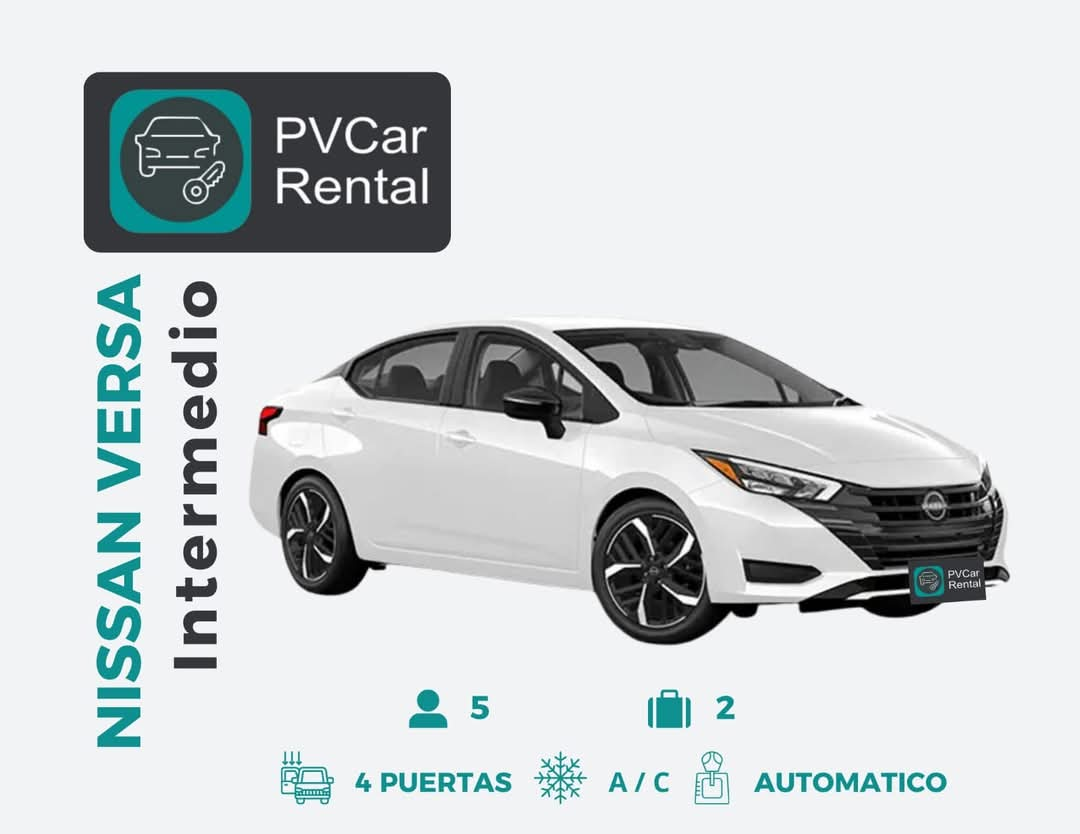 PVCar
Rental
NISSAN VERSA
Intermedio
PVCar
Rental
5
2
4 PUERTAS
A / C
AUTOMATICO